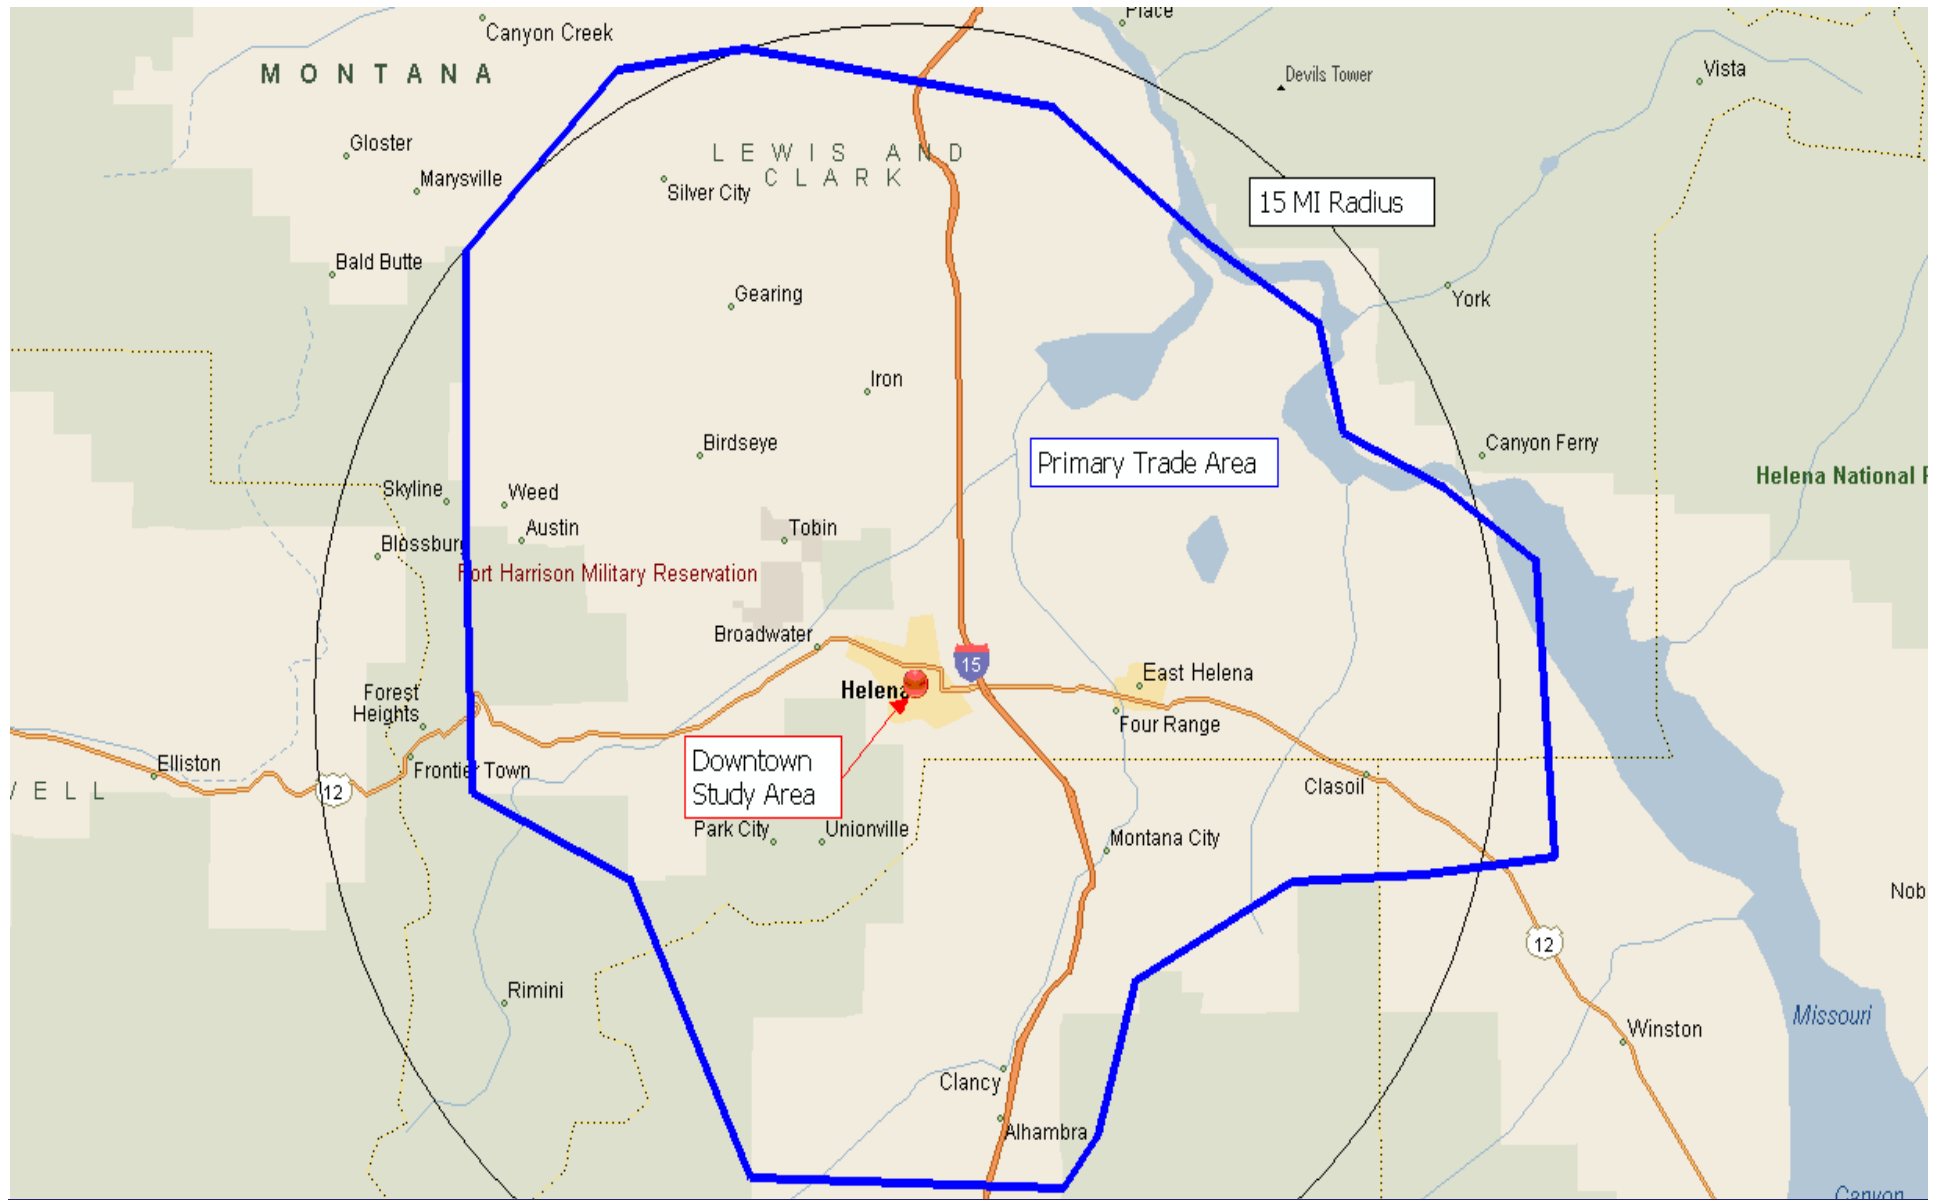 Place
Canyon Creek
MONTANA
Devils Tower
Vista
Gloster
LEWIS AND
CLARK
Marysville
Silver City
15 MI Radius
Bald Butte
Gearing
York
Iron
Birdseye
Canyon Ferry
Primary Trade Area
Helena National F
Skyline
Weed
Austin
Tobin
Blossburg
Fort Harrison Military Reservation
Broadwater
15
East Helena
Helena
Forest
Heights
Four Range
Elliston
Frontier Town
Downtown
Study Area
Clasoil
12
VELL
Park City
Unionville
Montana City
Nob
12
Rimini
Missouri
Winston
Clancy
Alhambra
Canyon